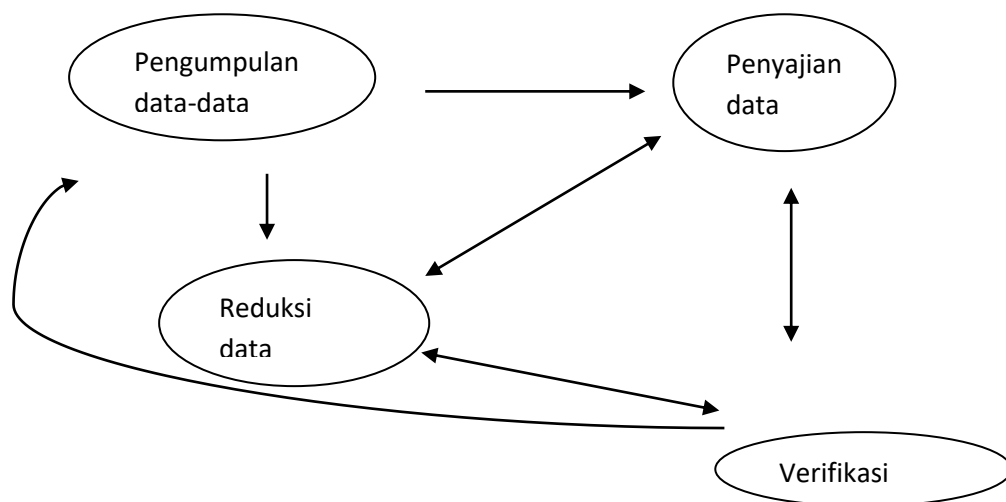 Pengumpulan
data-data
Penyajian
data
Reduksi
data
Verifikasi